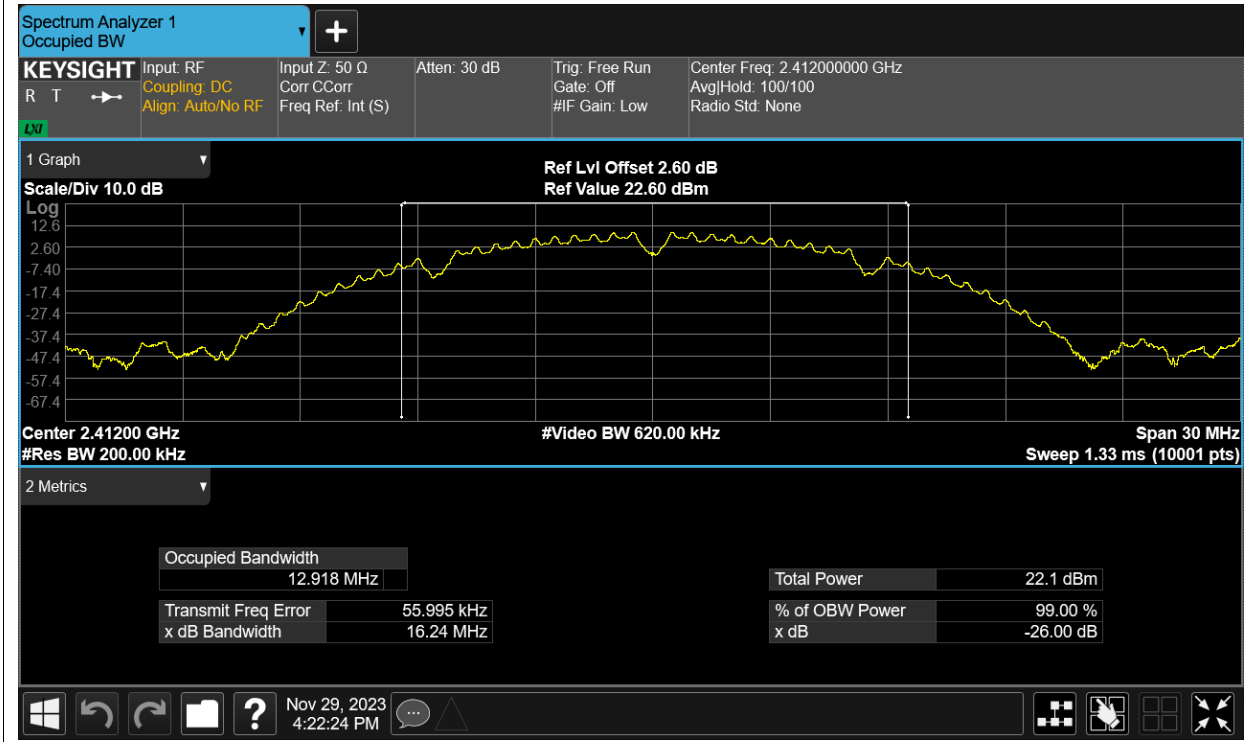 Spectrum Analyzer 1
Occupied BW
KEYSIGHT
R T
LXI
Input: RF
Coupling: DC
Align: Auto/No RF
Input Z: 50 Ω
Corr CCorr
Freq Ref: Int (S)
Atten: 30 dB
Trig: Free Run
Gate: Off
#IF Gain: Low
Center Freq: 2.412000000 GHz
Avg|Hold: 100/100
Radio Std: None
1 Graph
Scale/Div 10.0 dB
Ref Lvl Offset 2.60 dB
Ref Value 22.60 dBm
Log
12.6
2.60
-7.40
-17.4
-27.4
-37.4
-47.4
-57.4
-67.4
Center 2.41200 GHz
#Video BW 620.00 kHz
Span 30 MHz
#Res BW 200.00 kHz
Sweep 1.33 ms (10001 pts)
2 Metrics
Occupied Bandwidth
12.918 MHz
Total Power 22.1 dBm
Transmit Freq Error 55.995 kHz
% of OBW Power 99.00 %
x dB Bandwidth 16.24 MHz
x dB -26.00 dB
?
Nov 29, 2023
4:22:24 PM